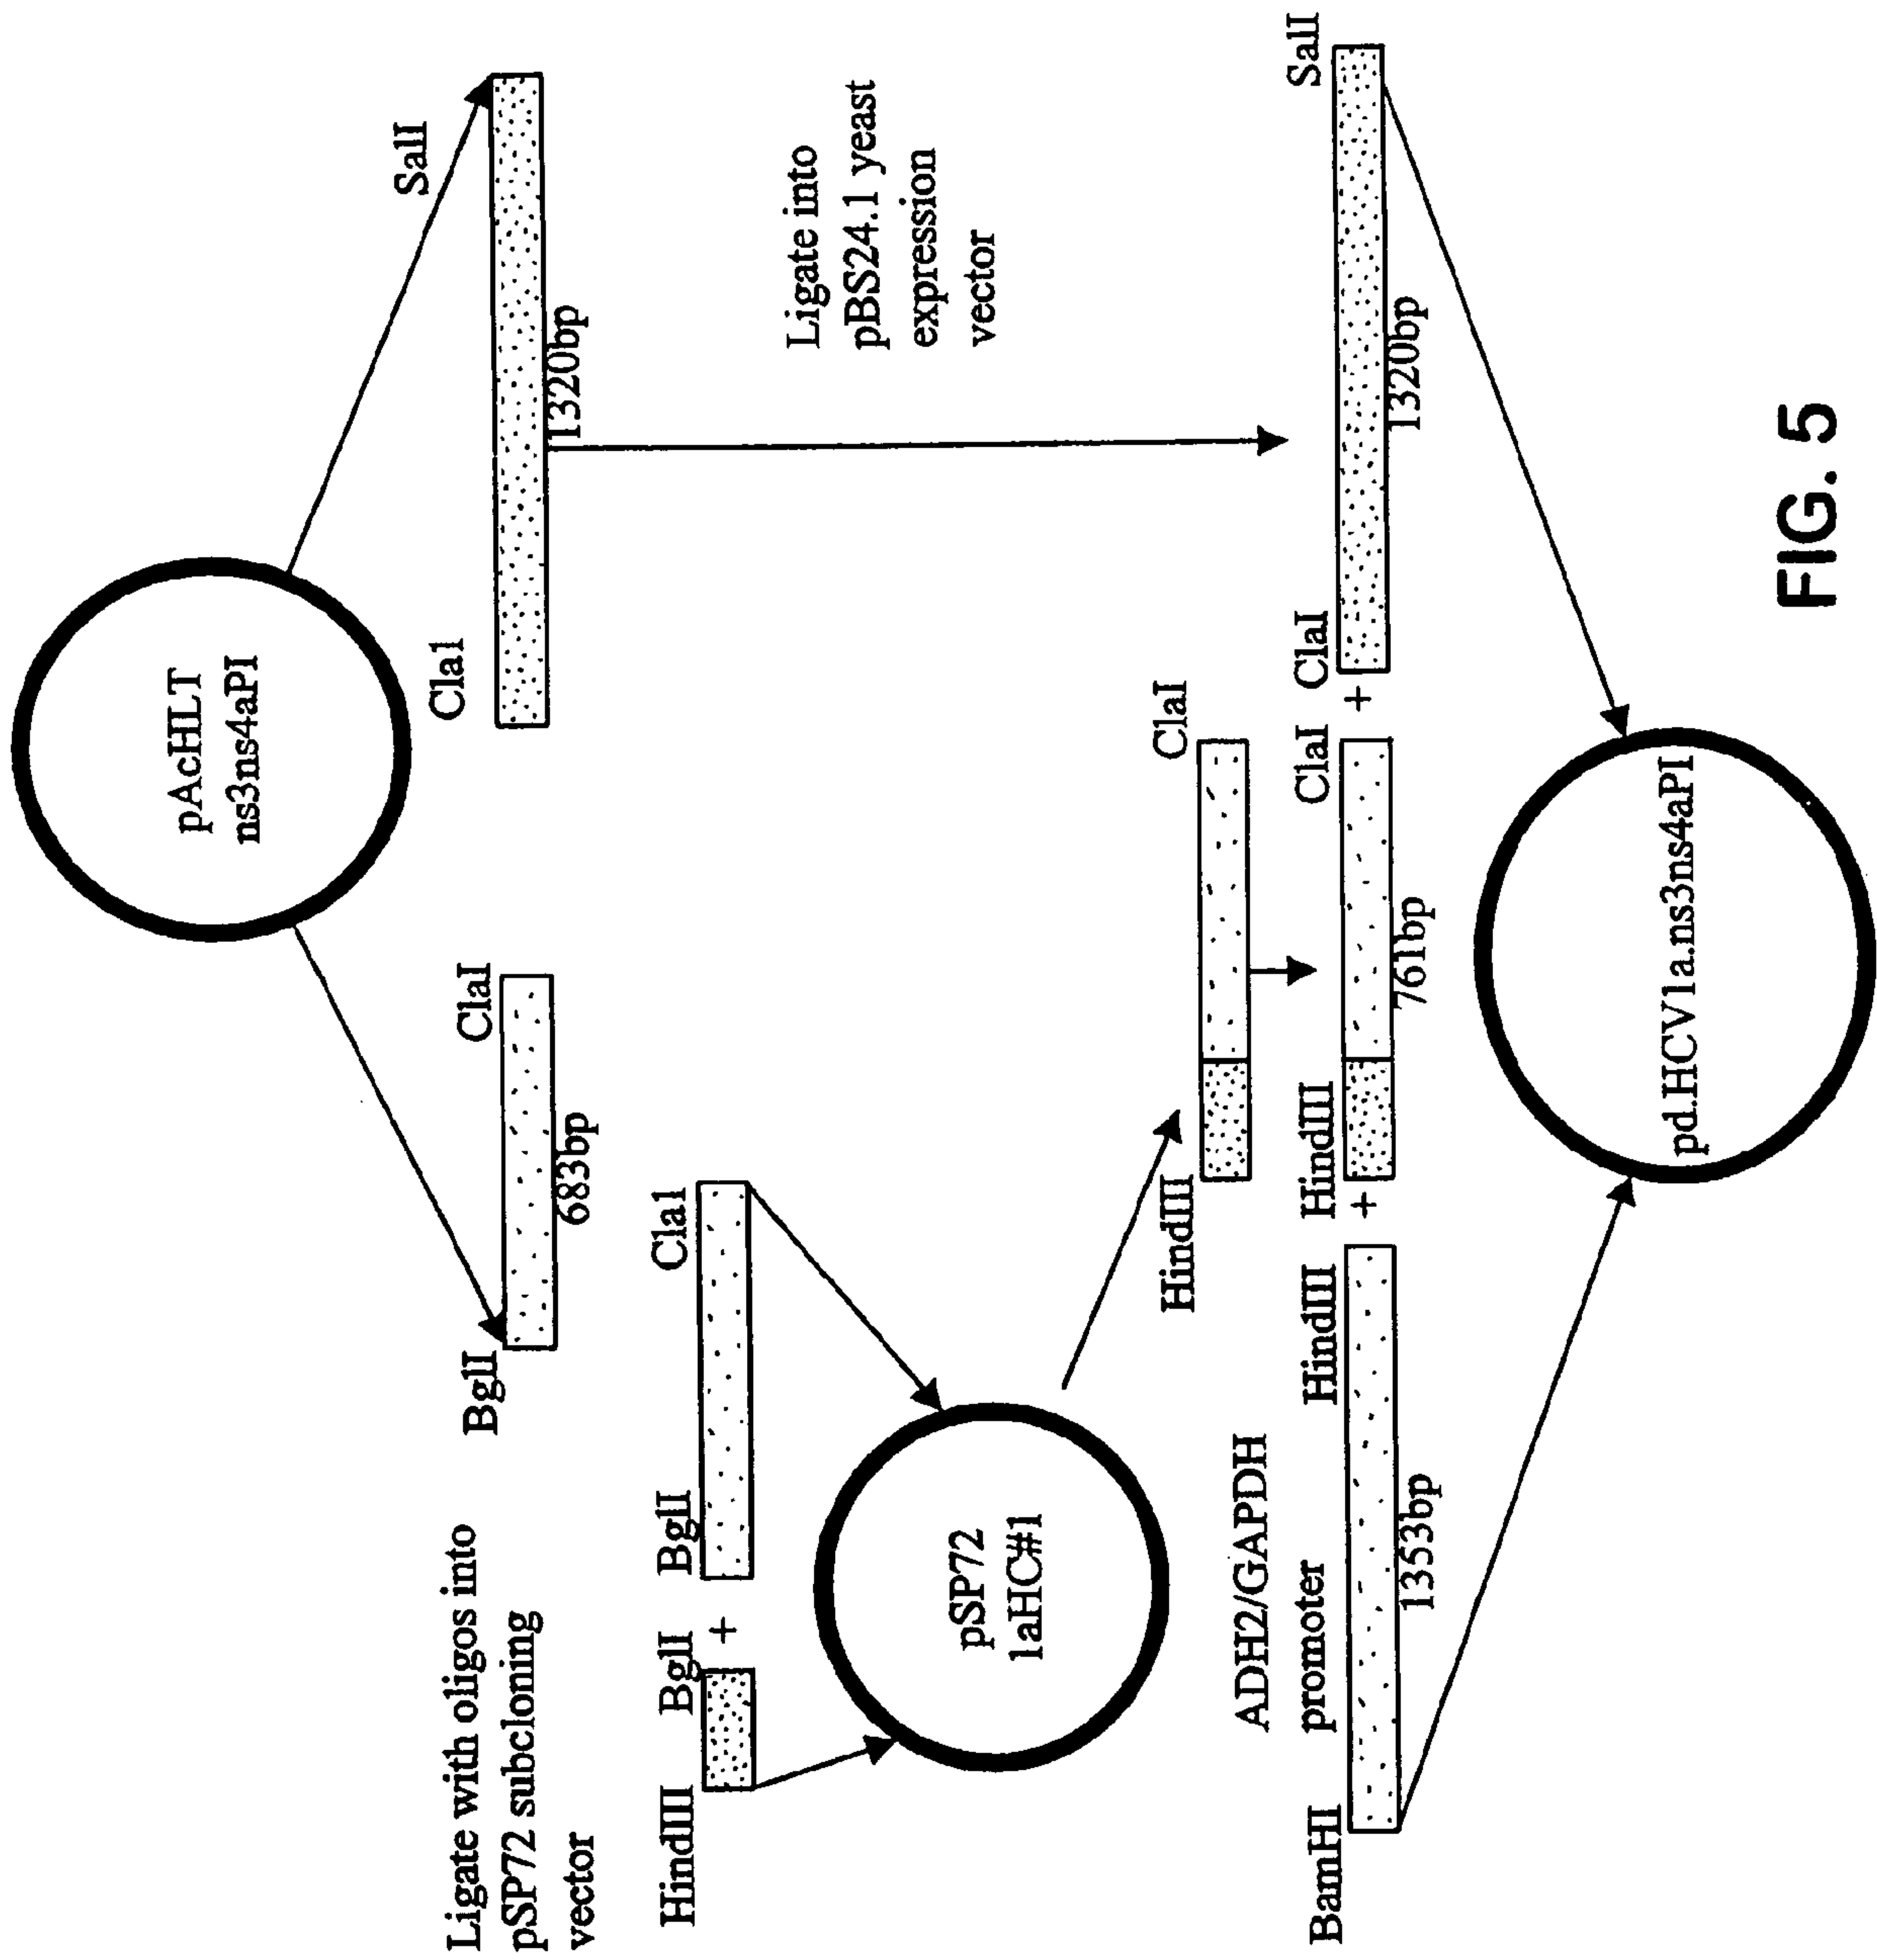 pAcHLT
ns3ns4aPI
SalI
Cla1
ClaI
BglI
1320bp
683bp
Ligate with oligos into
pSP72 subcloning
vector
HindIII
BglI
+
BglI
Cla1
Ligate into
pBS24.1 yeast
expression
vector
pSP72
1aHC#1
HindIII
ClaI
ADH2/GAPDH
promoter
BamHI
HindIII
+
HindIII
ClaI
+
ClaI
SalI
1353bp
761bp
1320bp
pd.HCV1a.ns3ns4aPI
FIG. 5